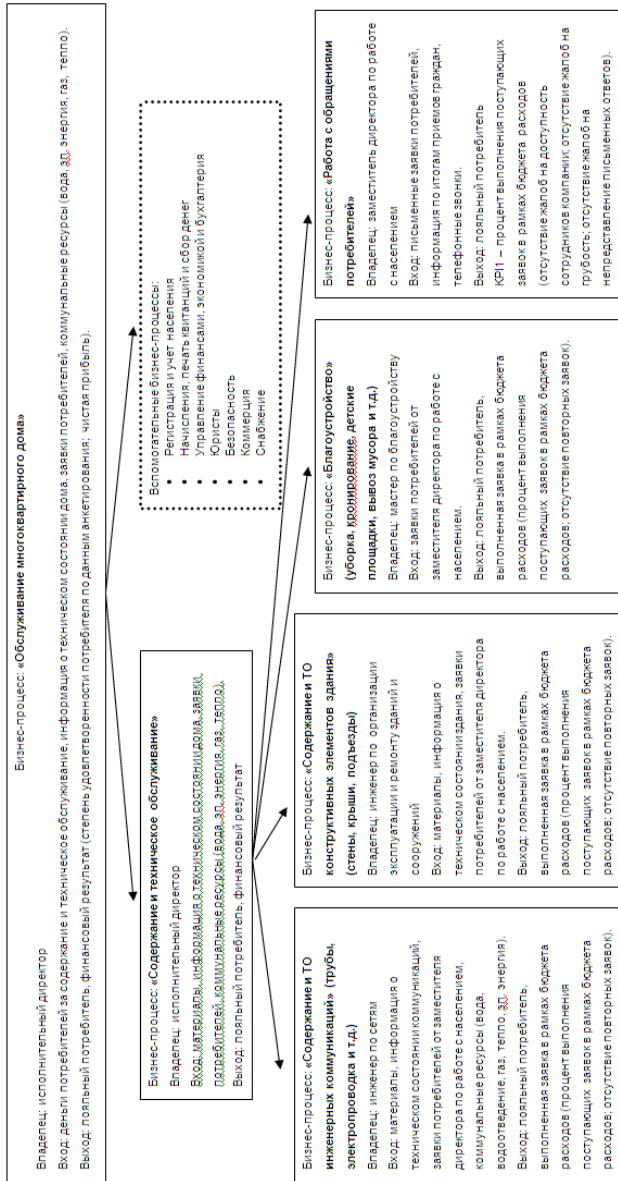 Бизнес-процесс: «Обслуживание многоквартирного дома»
Владелец: исполнительный директор
Вход: деньги потребителей за содержание и техническое обслуживание, информация о техническом состоянии дома, заявки потребителей, коммунальные ресурсы (вода, эл. энергия, газ, тепло).
Выход: лояльный потребитель, финансовый результат (степень удовлетворенности потребителя по данным анкетирования; чистая прибыль).
Бизнес-процесс: «Содержание и техническое обслуживание»
Владелец: исполнительный директор
Вход: материалы, информация о техническом состоянии дома, заявки
потребителей, коммунальные ресурсы (вода, эл. энергия, газ, тепло).
Выход: лояльный потребитель, финансовый результат
Вспомогательные бизнес-процессы:
• Регистрация и учет населения
• Начисления, печать квитанций и сбор денег
• Управление финансами, экономикой и бухгалтерия
• Юристы
• Безопасность
• Коммерция
• Снабжение
Бизнес-процесс: «Содержание и ТО
инженерных коммуникаций» (трубы,
электропроводка и т.д.)
Владелец: инженер по сетям
Вход: материалы, информация о
техническом состоянии коммуникаций,
заявки потребителей от заместителя
директора по работе с населением,
коммунальные ресурсы (вода,
водоотведение, газ, тепло, эл. энергия).
Выход: лояльный потребитель,
выполненная заявка в рамках бюджета
расходов (процент выполнения
поступающих заявок в рамках бюджета
расходов; отсутствие повторных заявок).
Бизнес-процесс: «Содержание и ТО
конструктивных элементов здания»
(стены, крыши, подъезды)
Владелец: инженер по организации
эксплуатации и ремонту зданий и
сооружений
Вход: материалы, информация о
техническом состоянии здания, заявки
потребителей от заместителя директора
по работе с населением.
Выход: лояльный потребитель,
выполненная заявка в рамках бюджета
расходов (процент выполнения
поступающих заявок в рамках бюджета
расходов; отсутствие повторных заявок).
Бизнес-процесс: «Благоустройство»
(уборка, кронирование, детские
площадки, вывоз мусора и т.д.)
Владелец: мастер по благоустройству
Вход: заявки потребителей от
заместителя директора по работе с
населением.
Выход: лояльный потребитель,
выполненная заявка в рамках бюджета
расходов (процент выполнения
поступающих заявок в рамках бюджета
расходов; отсутствие повторных заявок).
Бизнес-процесс: «Работа с обращениями
потребителей»
Владелец: заместитель директора по работе
с населением
Вход: письменные заявки потребителей,
информация по итогам приемов граждан,
телефонные звонки.
Выход: лояльный потребитель
KPI1 – процент выполнения поступающих
заявок в рамках бюджета расходов
(отсутствие жалоб на доступность
сотрудников компании; отсутствие жалоб на
грубость; отсутствие жалоб на
непредставление письменных ответов).